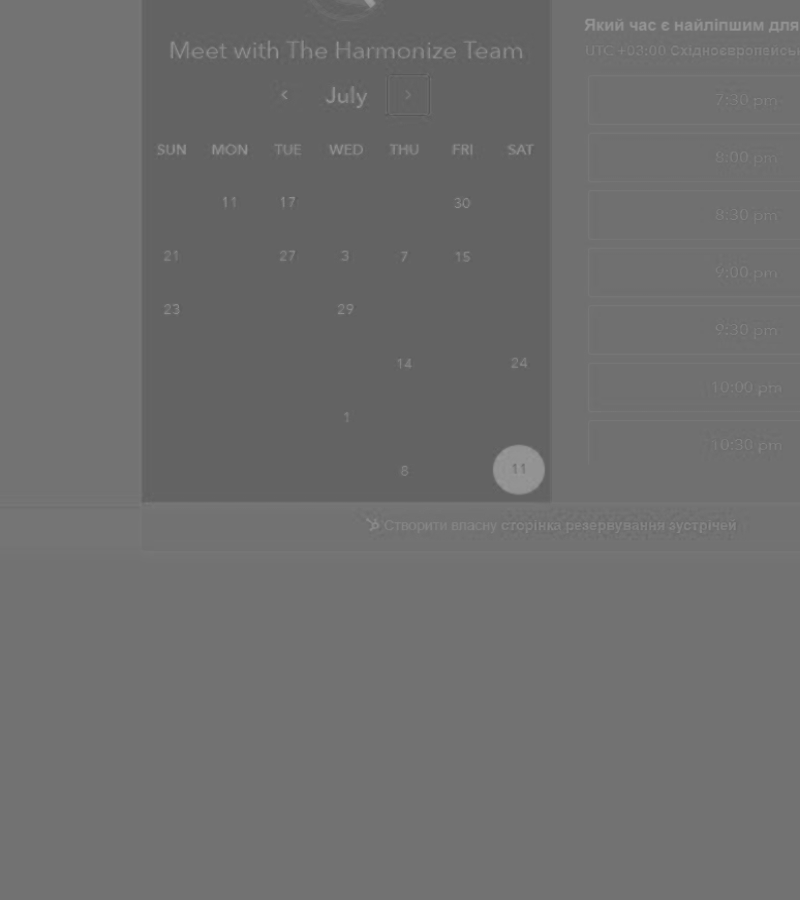 Meet with The Harmonize Team
July
SUN MON TUE WED THU FRI SAT
11 17 30
21 27 3 7 15
23 29
14 24
1
8 11
Який час є найліпшим для
UTC +03:00 Східноєвропейськ
7:30 pm
8:00 pm
8:30 pm
9:00 pm
9:30 pm
10:00 pm
10:30 pm
Створити власну сторінка резервування зустрічей